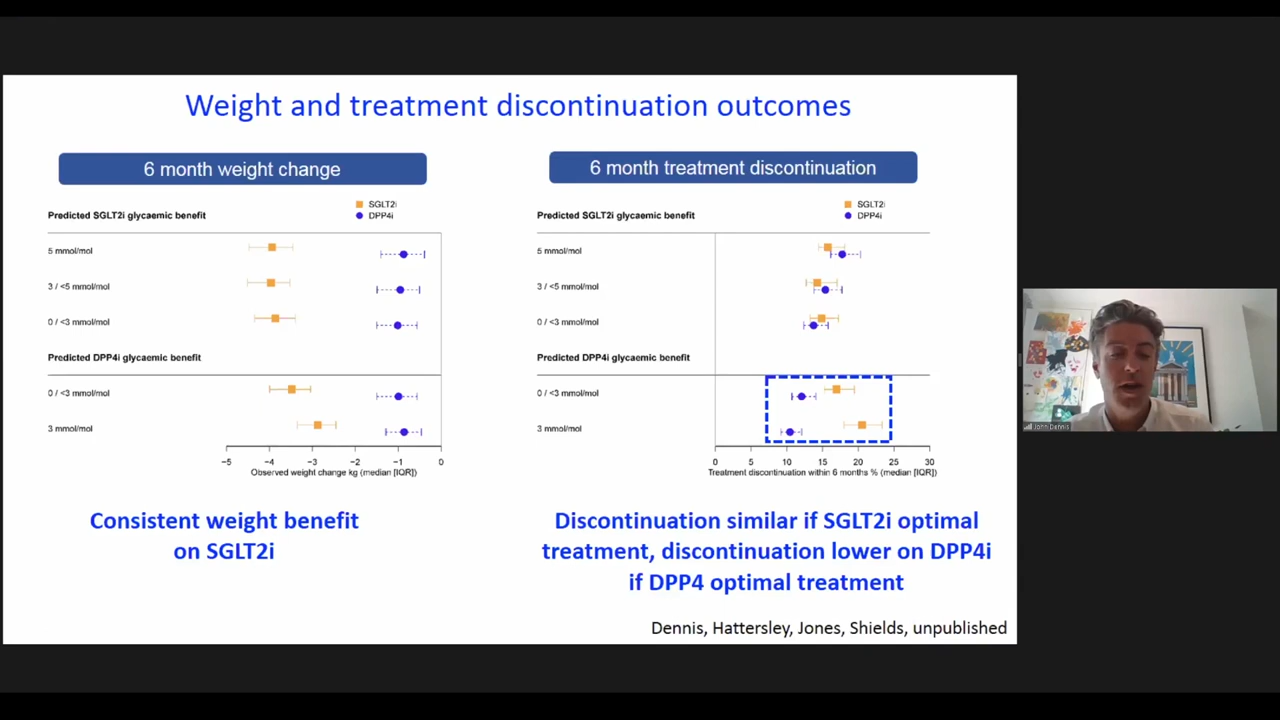 Weight and treatment discontinuation outcomes
6 month weight change
SGLT2i
DPP4i
Predicted SGLT2i glycaemic benefit
5 mmol/mol
3 / <5 mmol/mol
0 / <3 mmol/mol
Predicted DPP4i glycaemic benefit
0 / <3 mmol/mol
3 mmol/mol
−5 −4 −3 −2 −1 0
Observed weight change kg (median [IQR])
Consistent weight benefit
on SGLT2i
6 month treatment discontinuation
SGLT2i
DPP4i
Predicted SGLT2i glycaemic benefit
5 mmol/mol
3 / <5 mmol/mol
0 / <3 mmol/mol
Predicted DPP4i glycaemic benefit
0 / <3 mmol/mol
3 mmol/mol
0 5 10 15 20 25 30
Treatment discontinuation within 6 months % (median [IQR])
Discontinuation similar if SGLT2i optimal
treatment, discontinuation lower on DPP4i
if DPP4 optimal treatment
Dennis, Hattersley, Jones, Shields, unpublished
John Dennis